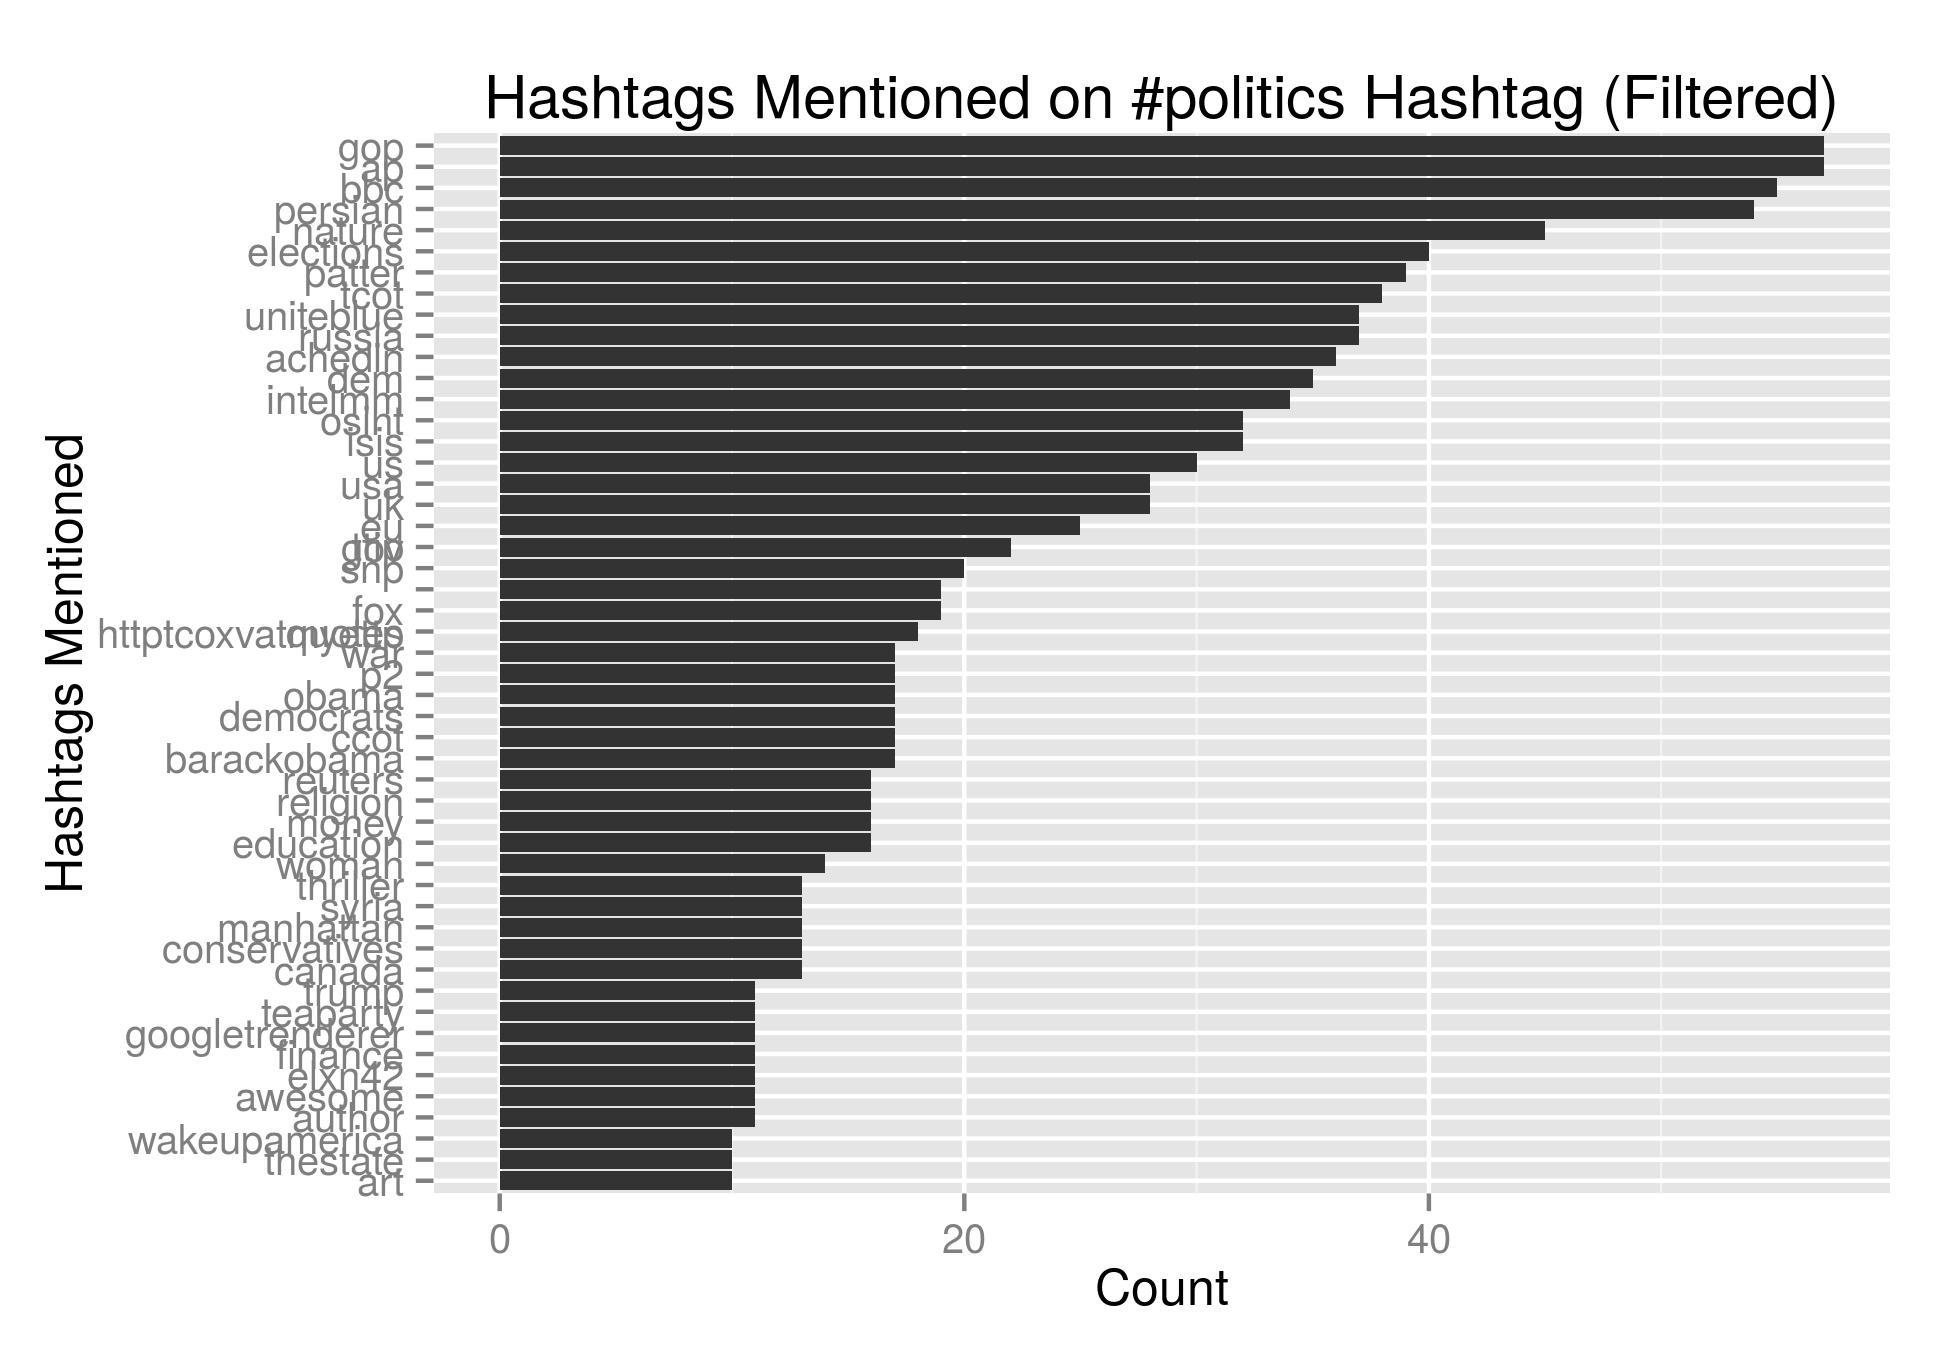 Hashtags Mentioned on #politics Hashtag (Filtered)
Hashtags Mentioned
gop
ap
bbc
persian
nature
elections
patter
tcot
uniteblue
russia
achedin
dem
intelmm
osint
isis
us
usa
uk
eu
gov
snp
fox
war
p2
obama
democrats
ccot
barackobama
reuters
religion
money
education
woman
thriller
syria
manhattan
conservatives
canada
trump
teaparty
googletrenderer
finance
elxn42
awesome
author
wakeupamerica
thestate
art
0 20 40
Count